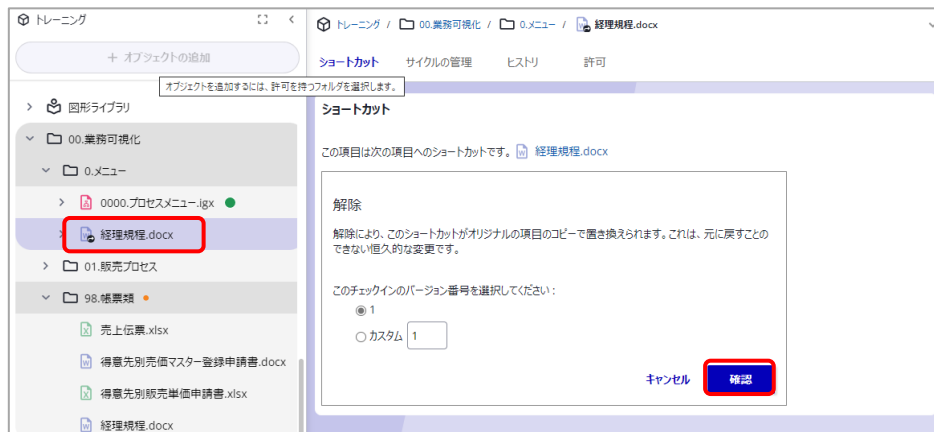 トレーニング
+ オブジェクトの追加
オブジェクトを追加するには、許可を持つフォルダを選択します。
図形ライブラリ
00.業務可視化
0.メニュー
0000.プロセスメニュー.igx
経理規程.docx
01.販売プロセス
98.帳票類
売上伝票.xlsx
得意先別売価マスター登録申請書.docx
得意先別販売単価申請書.xlsx
経理規程.docx
トレーニング / 00.業務可視化 / 0.メニュー / 経理規程.docx
ショートカット サイクルの管理 ヒストリ 許可
ショートカット
この項目は次の項目へのショートカットです。 経理規程.docx
解除
解除により、このショートカットがオリジナルの項目のコピーで置き換えられます。これは、元に戻すことの
できない恒久的な変更です。
このチェックインのバージョン番号を選択してください:
1
カスタム 1
キャンセル 確認